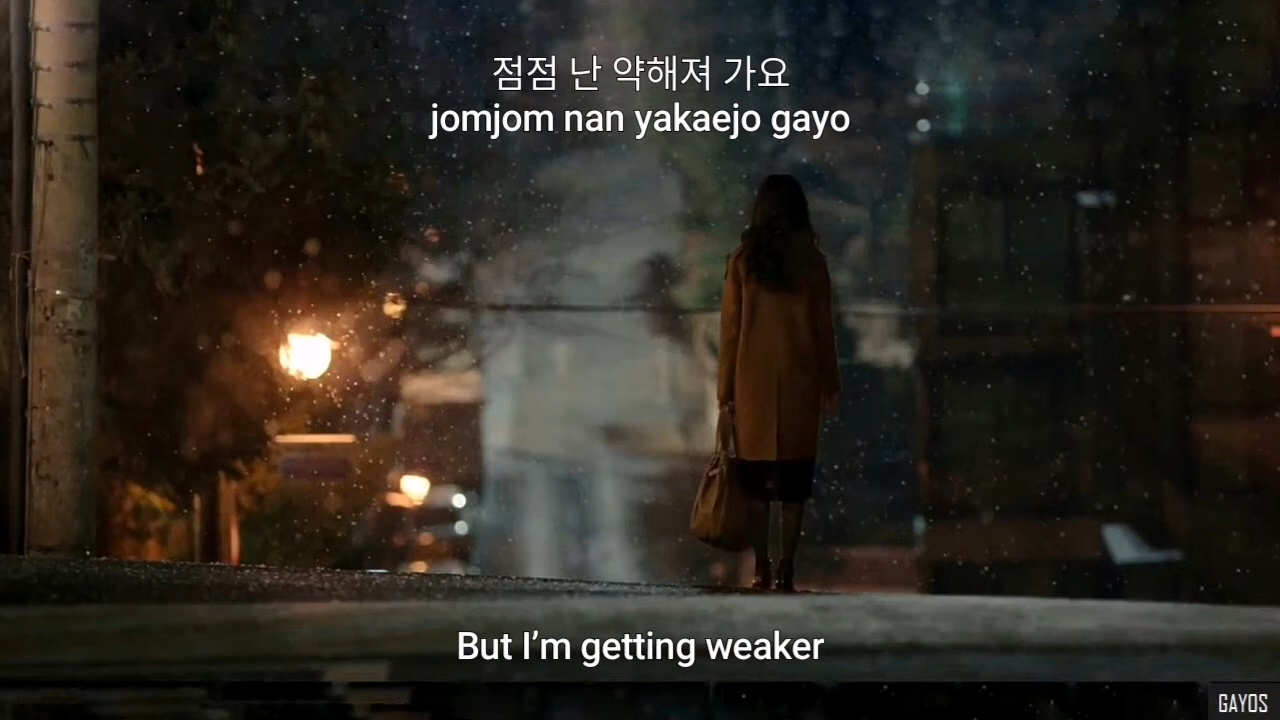 점점 난 약해져 가요
jomjom nan yakaejo gayo
But I’m getting weaker
GAYOS